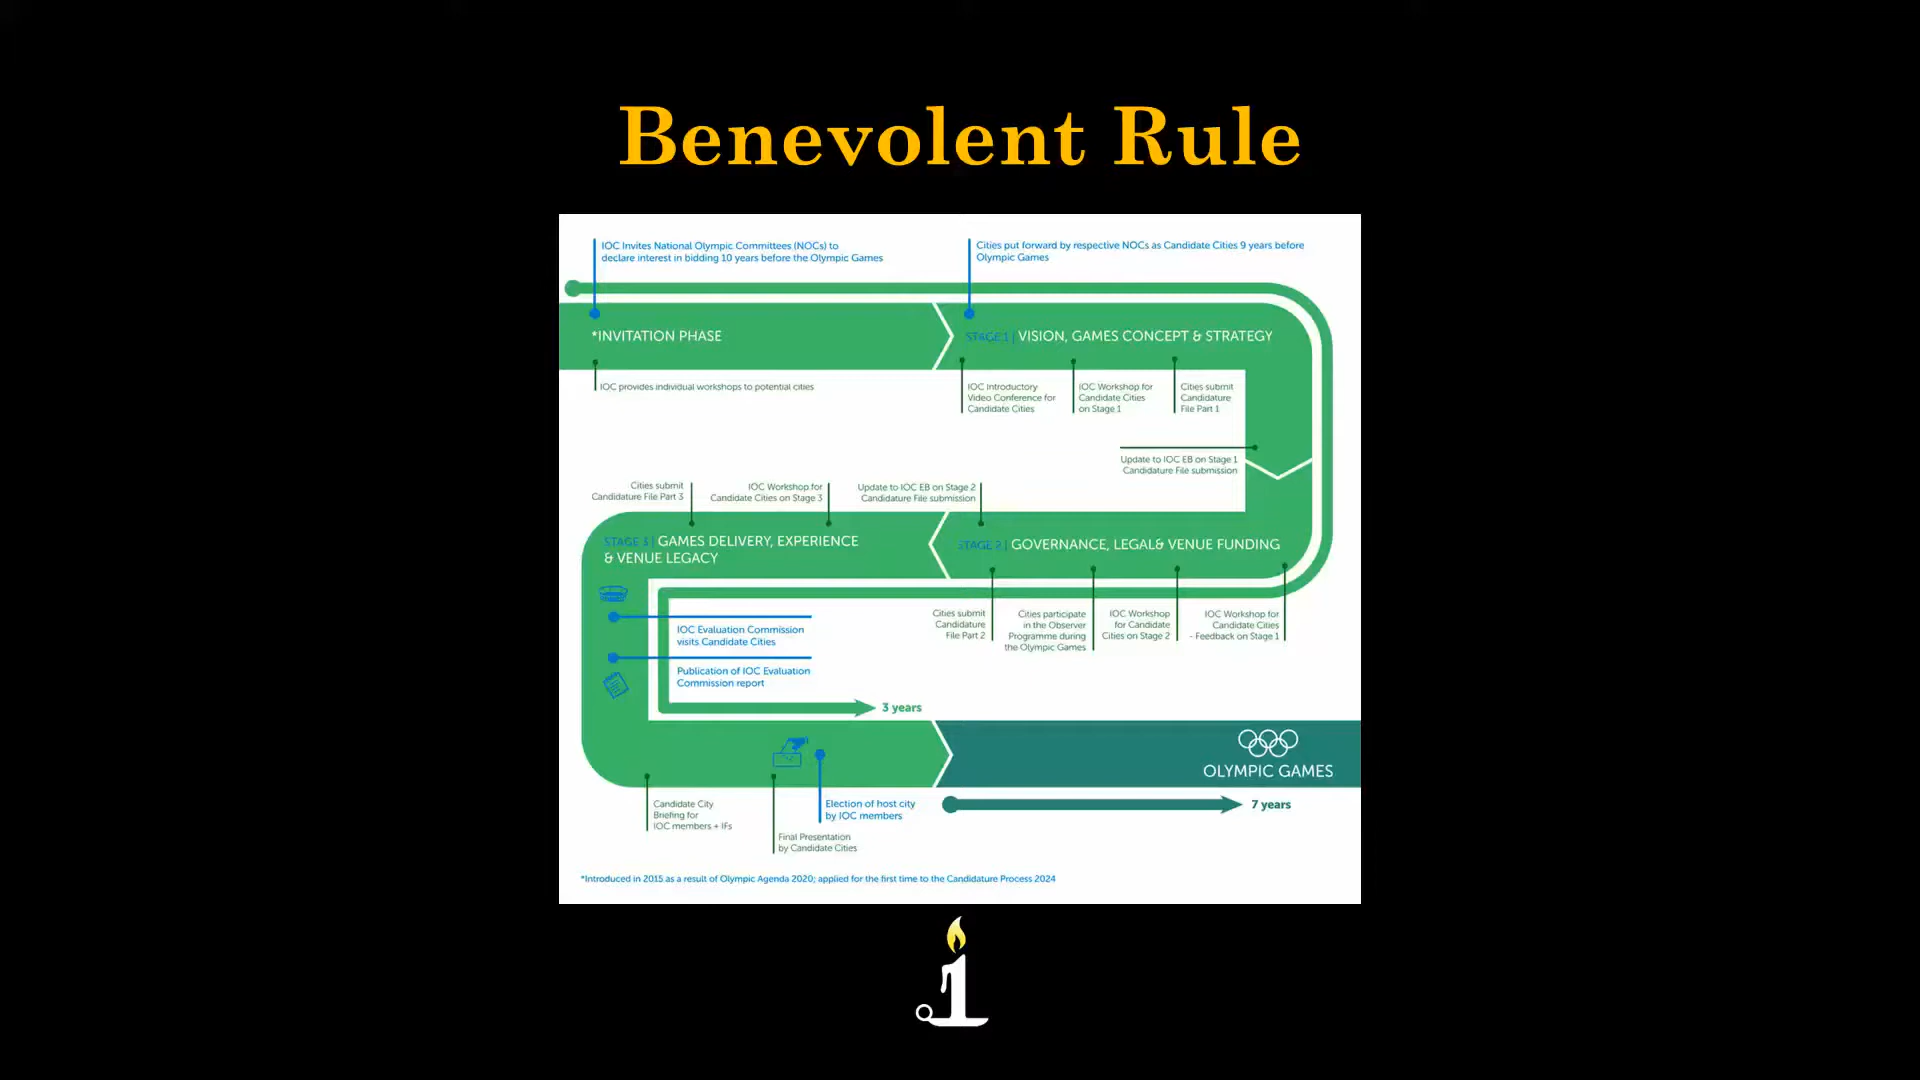 Benevolent Rule
IOC Invites National Olympic Committees (NOCs) to
declare interest in bidding 10 years before the Olympic Games
Cities put forward by respective NOCs as Candidate Cities 9 years before
Olympic Games
*INVITATION PHASE
STAGE 1 | VISION, GAMES CONCEPT & STRATEGY
IOC provides individual workshops to potential cities
IOC Introductory
Video Conference for
Candidate Cities
IOC Workshop for
Candidate Cities
on Stage 1
Cities submit
Candidature
File Part 1
Update to IOC EB on Stage 1
Candidature File submission
Cities submit
Candidature File Part 3
IOC Workshop for
Candidate Cities on Stage 3
Update to IOC EB on Stage 2
Candidature File submission
STAGE 3 | GAMES DELIVERY, EXPERIENCE
& VENUE LEGACY
STAGE 2 | GOVERNANCE, LEGAL& VENUE FUNDING
Cities submit
Candidature
File Part 2
Cities participate
in the Observer
Programme during
the Olympic Games
IOC Workshop
for Candidate
Cities on Stage 2
IOC Workshop for
Candidate Cities
- Feedback on Stage 1
IOC Evaluation Commission
visits Candidate Cities
Publication of IOC Evaluation
Commission report
3 years
OLYMPIC GAMES
Candidate City
Briefing for
IOC members + IFs
Final Presentation
by Candidate Cities
Election of host city
by IOC members
7 years
*Introduced in 2015 as a result of Olympic Agenda 2020; applied for the first time to the Candidature Process 2024
1